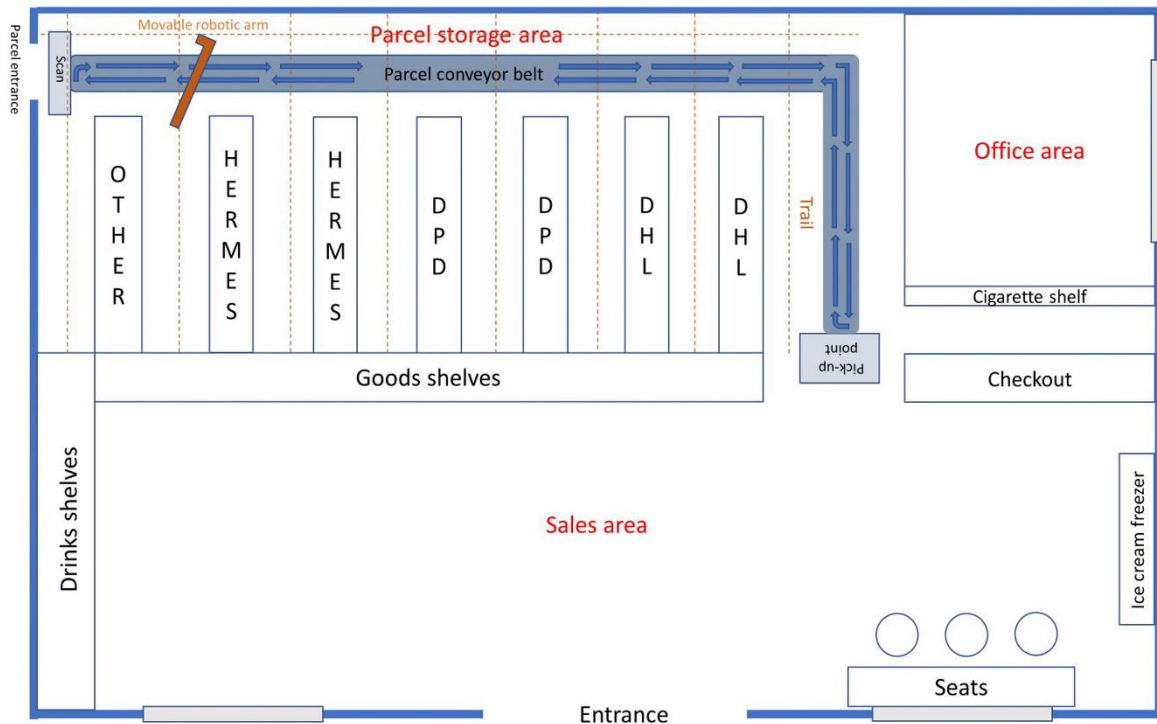 Parcel entrance
Scan
Movable robotic arm
Parcel storage area
Parcel conveyor belt
OTHER
HERMES
HERMES
DPD
DPD
DHL
DHL
Trail
Office area
Cigarette shelf
Pick-up
point
Checkout
Goods shelves
Drinks shelves
Sales area
Ice cream freezer
Seats
Entrance